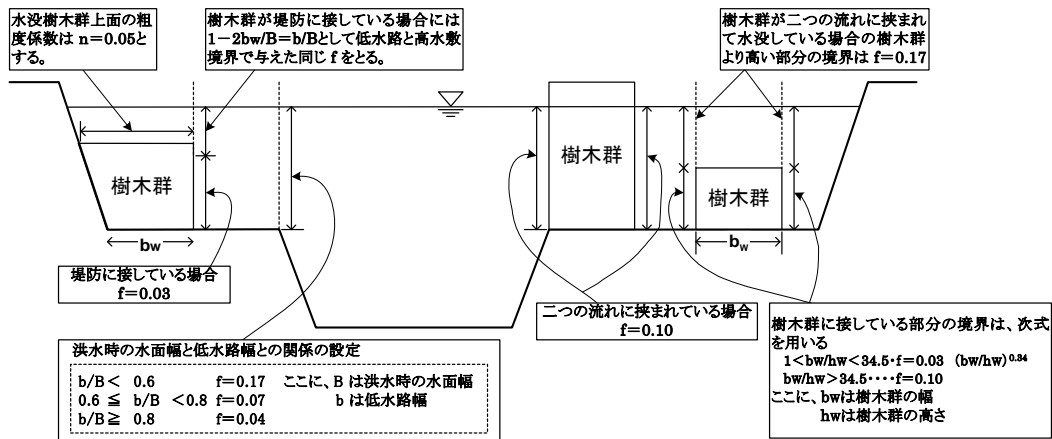 水没樹木群上面の粗
度係数は n=0.05と
する。
樹木群が堤防に接している場合には
1-2bw/B=b/Bとして低水路と高水敷
境界で与えた同じ f をとる。
樹木群が二つの流れに挟まれ
て水没している場合の樹木群
より高い部分の境界は f=0.17
樹木群
樹木群
樹木群
bw
bw
堤防に接している場合
f=0.03
二つの流れに挟まれている場合
f=0.10
洪水時の水面幅と低水路幅との関係の設定
b/B< 0.6 f=0.17 ここに、B は洪水時の水面幅
0.6 ≦ b/B <0.8 f=0.07 b は低水路幅
b/B≧ 0.8 f=0.04
樹木群に接している部分の境界は、次式
を用いる
1<bw/hw<34.5・f=0.03 (bw/hw)0.34
bw/hw>34.5・・・・f=0.10
ここに、bwは樹木群の幅
hwは樹木群の高さ